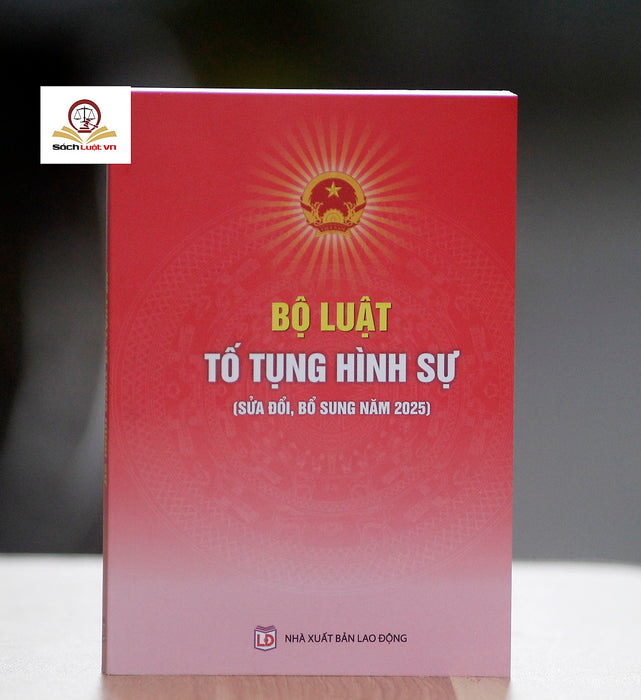 Sách Luật.vn
BỘ LUẬT
TỐ TỤNG HÌNH SỰ
(SỬA ĐỔI, BỔ SUNG NĂM 2025)
LĐ
NHÀ XUẤT BẢN LAO ĐỘNG